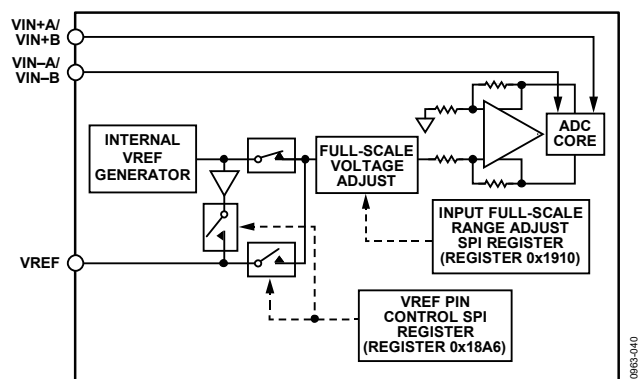 VIN+A/
VIN+B
VIN–A/
VIN–B
INTERNAL
VREF
GENERATOR
FULL-SCALE
VOLTAGE
ADJUST
ADC
CORE
INPUT FULL-SCALE
RANGE ADJUST
SPI REGISTER
(REGISTER 0x1910)
VREF
VREF PIN
CONTROL SPI
REGISTER
(REGISTER 0x18A6)
0963-040